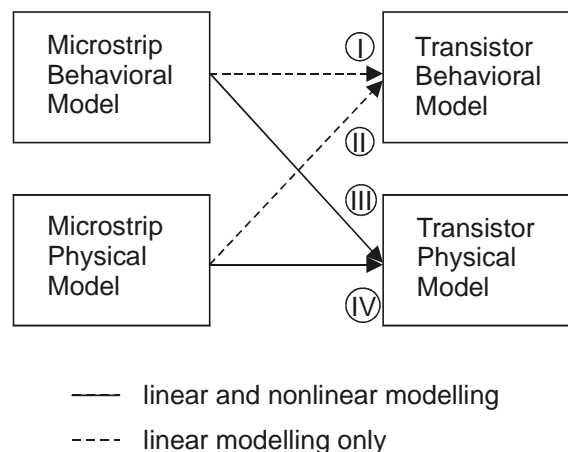 Microstrip
Behavioral
Model
I
Transistor
Behavioral
Model
II
Microstrip
Physical
Model
III
Transistor
Physical
Model
IV
linear and nonlinear modelling
linear modelling only